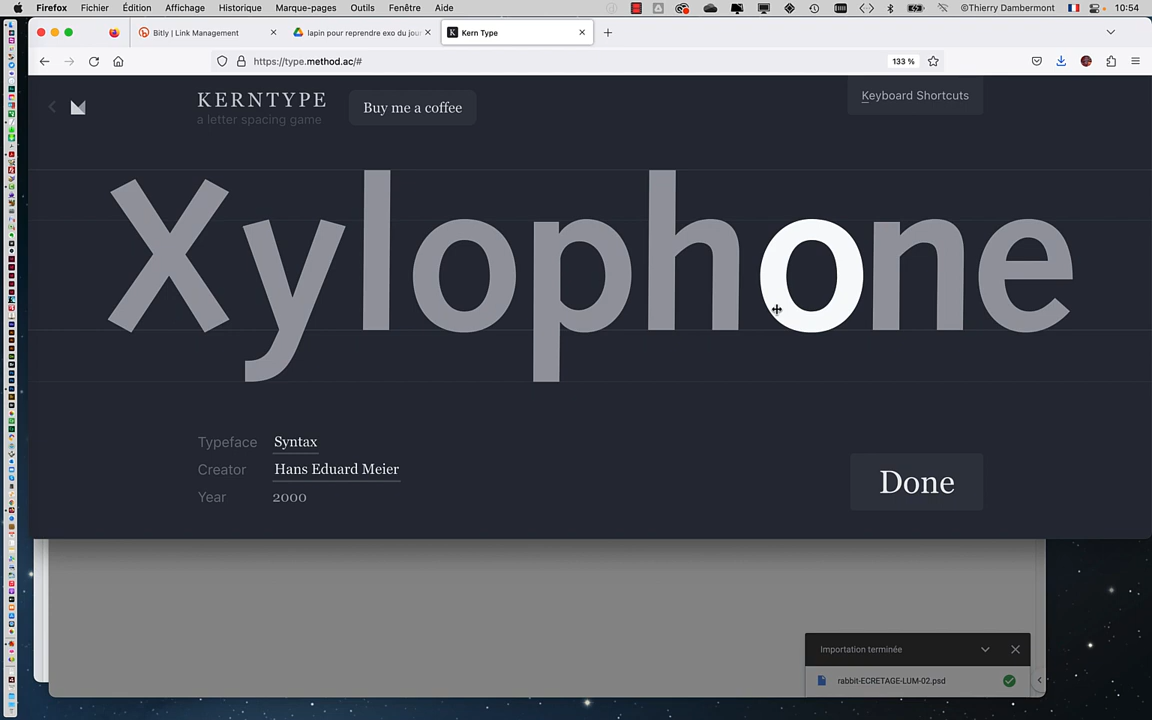 Firefox Fichier Édition Affichage Historique Marque-pages Outils Fenêtre Aide ©Thierry Dambermont 10:54
Bitly | Link Management
lapin pour reprendre exo du jou
Kern Type
https://type.method.ac/#
133 %
KERNTYPE
a letter spacing game
Buy me a coffee
Keyboard Shortcuts
Xylophone
Typeface Syntax
Creator Hans Eduard Meier
Year 2000
Done
Importation terminée
rabbit-ECRETAGE-LUM-02.psd